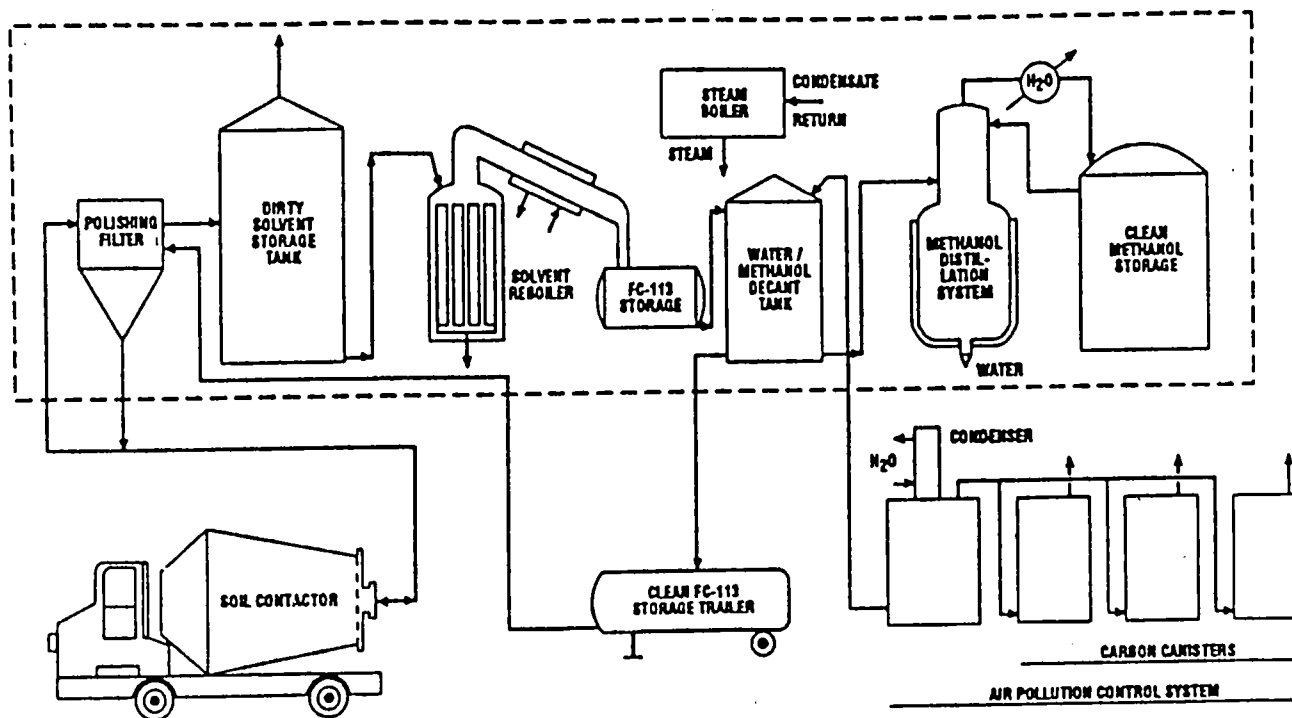 STEAM
BOILER
CONDENSATE
RETURN
STEAM
H2O
POLISHING
FILTER
DIRTY
SOLVENT
STORAGE
TANK
SOLVENT
REBOILER
FC-113
STORAGE
WATER /
METHANOL
DECANT
TANK
METHANOL
DISTIL-
LATION
SYSTEM
WATER
CLEAN
METHANOL
STORAGE
CONDENSER
H2O
SOIL CONTACTOR
CLEAN FC-113
STORAGE TRAILER
CARBON CANISTERS
AIR POLLUTION CONTROL SYSTEM